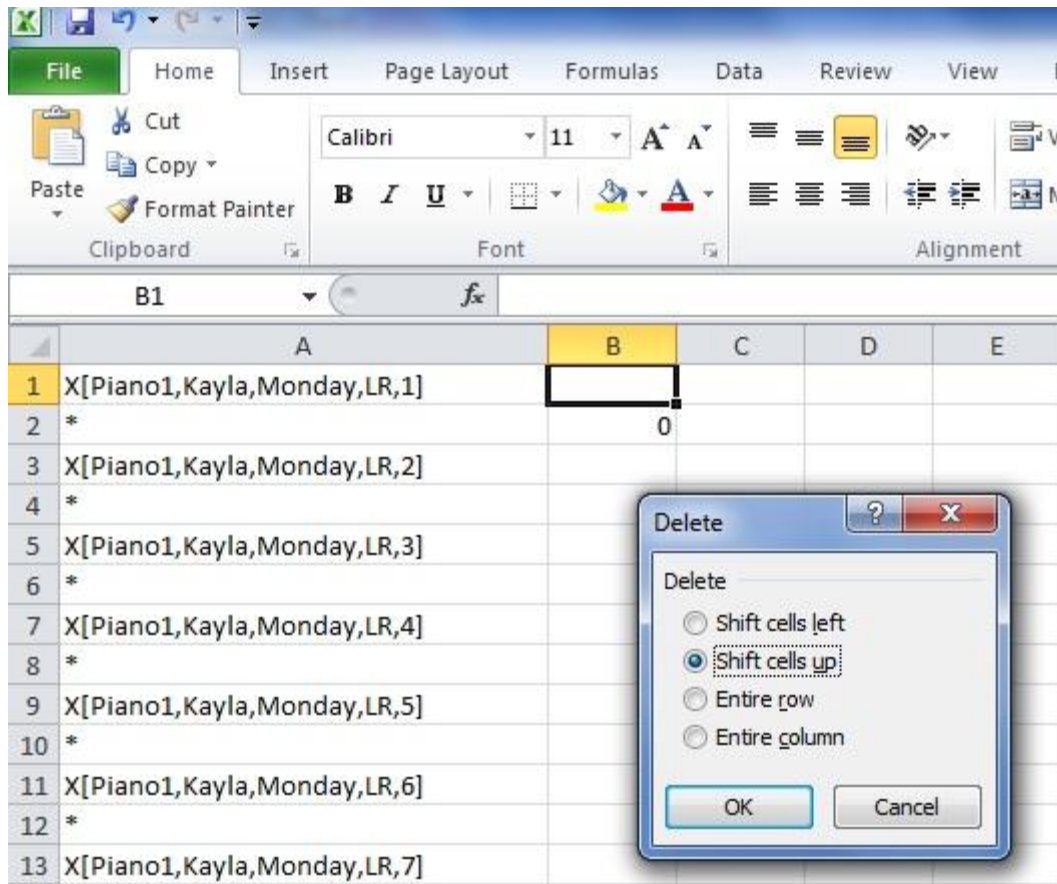 File Home Insert Page Layout Formulas Data Review View
Cut
Calibri 11 A A
Copy
Paste
Format Painter
B I U A
Clipboard Font Alignment
B1 fx
A B C D E
1 X[Piano1,Kayla,Monday,LR,1]
2 * 0
3 X[Piano1,Kayla,Monday,LR,2]
4 *
5 X[Piano1,Kayla,Monday,LR,3]
6 *
7 X[Piano1,Kayla,Monday,LR,4]
8 *
9 X[Piano1,Kayla,Monday,LR,5]
10 *
11 X[Piano1,Kayla,Monday,LR,6]
12 *
13 X[Piano1,Kayla,Monday,LR,7]
Delete ? X
Delete
Shift cells left
Shift cells up
Entire row
Entire column
OK Cancel